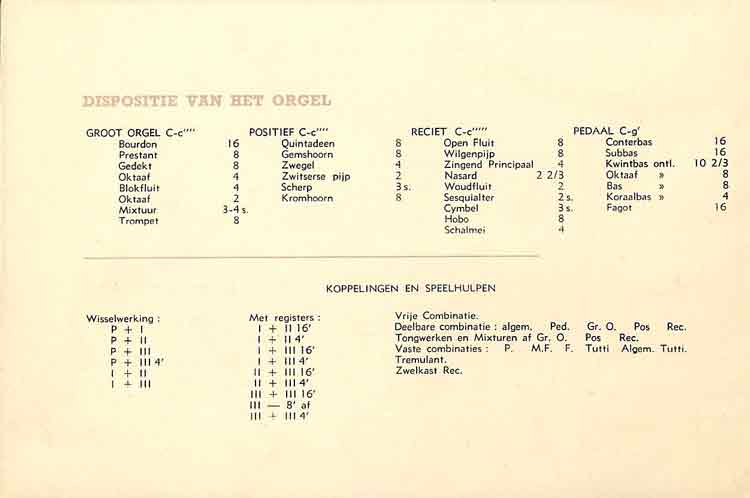 DISPOSITIE VAN HET ORGEL
GROOT ORGEL C-c''''
Bourdon 16
Prestant 8
Gedekt 8
Oktaaf 4
Blokfluit 4
Oktaaf 2
Mixtuur 3-4 s.
Trompet 8
POSITIEF C-c''''
Quintadeen 8
Gemshoorn 8
Zwegel 4
Zwitserse pijp 2
Scherp 3 s.
Kromhoorn 8
RECIET C-c'''''
Open Fluit 8
Wilgenpijp 8
Zingend Principaal 4
Nasard 2 2/3
Woudfluit 2
Sesquialter 2 s.
Cymbel 3 s.
Hobo 8
Schalmei 4
PEDAAL C-g'
Conterbas 16
Subbas 16
Kwintbas ontl. 10 2/3
Oktaaf » 8
Bas » 8
Koraalbas » 4
Fagot 16
KOPPELINGEN EN SPEELHULPEN
Wisselwerking :
P + I
P + II
P + III
P + III 4'
I + II
I + III
Met registers :
I + II 16'
I + II 4'
I + III 16'
I + III 4'
II + III 16'
II + III 4'
III + III 16'
III — 8' af
III + III 4'
Vrije Combinatie.
Deelbare combinatie : algem. Ped. Gr. O. Pos Rec.
Tongwerken en Mixturen af Gr. O. Pos Rec.
Vaste combinaties : P. M.F. F. Tutti Algem. Tutti.
Tremulant.
Zwelkast Rec.